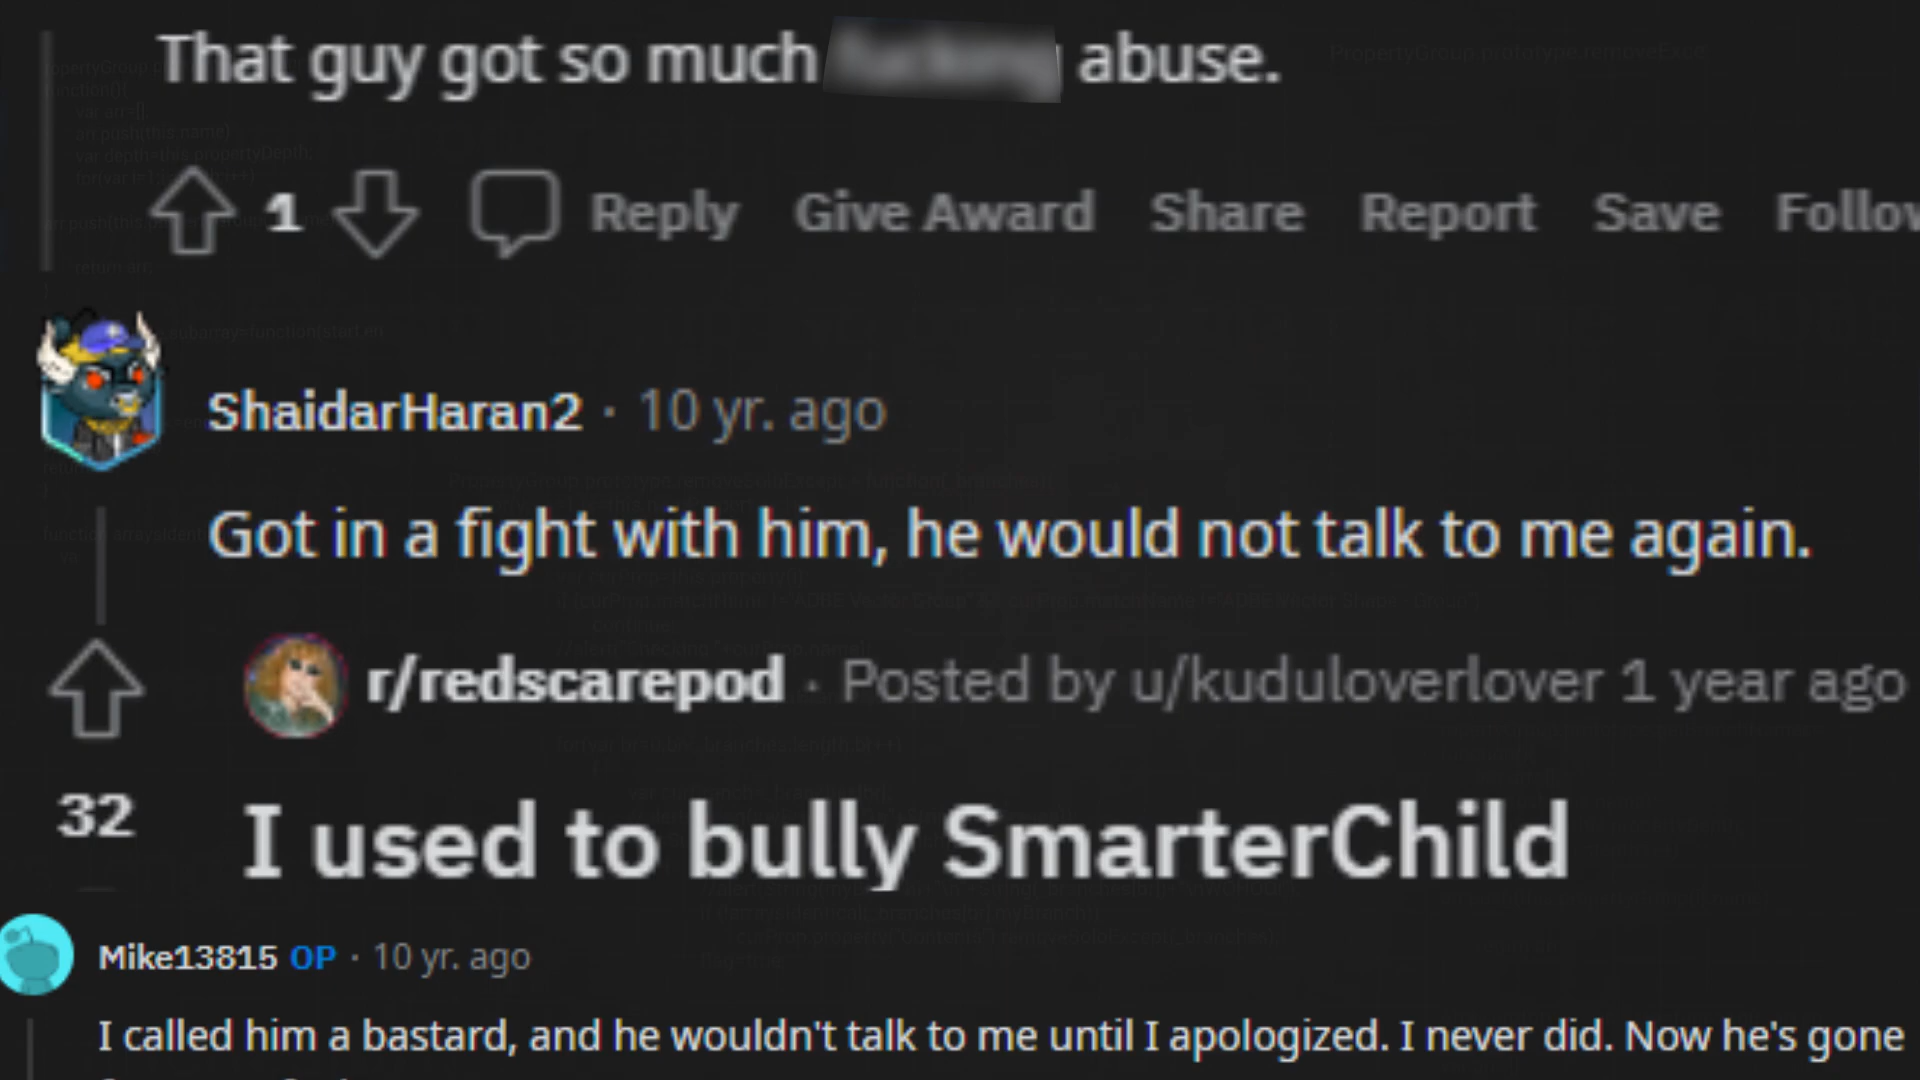 That guy got so much abuse.
1 Reply Give Award Share Report Save Follow
ShaidarHaran2 · 10 yr. ago
Got in a fight with him, he would not talk to me again.
r/redscarepod · Posted by u/kuduloverlover 1 year ago
32
I used to bully SmarterChild
Mike13815 OP · 10 yr. ago
I called him a bastard, and he wouldn't talk to me until I apologized. I never did. Now he's gone